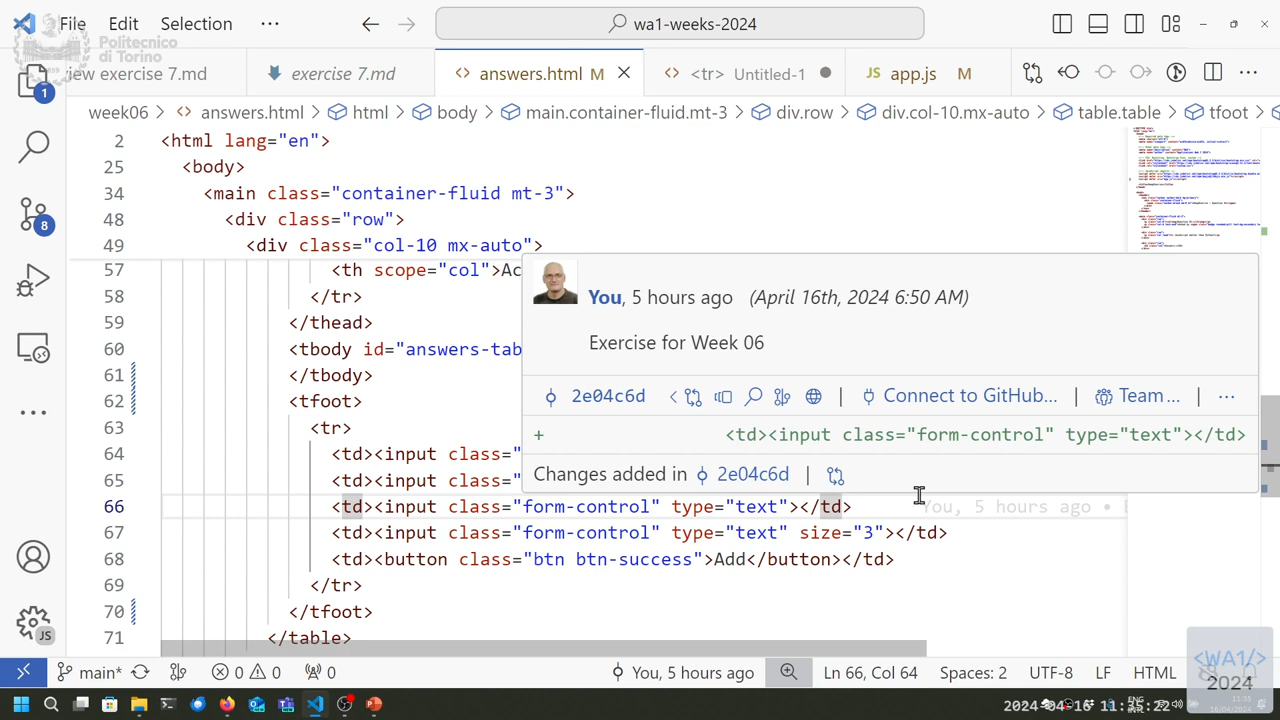 File Edit Selection ··· wa1-weeks-2024
Politecnico
di Torino
iew exercise 7.md exercise 7.md answers.html M <tr> Untitled-1 JS app.js M
1
week06 > answers.html > html > body > main.container-fluid.mt-3 > div.row > div.col-10.mx-auto > table.table > tfoot >
2 <html lang="en">
25 <body>
34 <main class="container-fluid mt-3">
48 <div class="row">
8
49 <div class="col-10 mx-auto">
57 <th scope="col">Ac
58 </tr>
59 </thead>
60 <tbody id="answers-tab
61 </tbody>
62 <tfoot>
63 <tr>
64 <td><input class="
65 <td><input class="
66 <td><input class="form-control" type="text"></td> You, 5 hours ago •
67 <td><input class="form-control" type="text" size="3"></td>
68 <td><button class="btn btn-success">Add</button></td>
69 </tr>
70 </tfoot>
71 </table>
You, 5 hours ago (April 16th, 2024 6:50 AM)
Exercise for Week 06
2e04c6d | Connect to GitHub... | Team... | ···
+ <td><input class="form-control" type="text"></td>
Changes added in 2e04c6d |
JS
main* 0 0 0 You, 5 hours ago Ln 66, Col 64 Spaces: 2 UTF-8 LF HTML
<WA1/>
2024
ENG